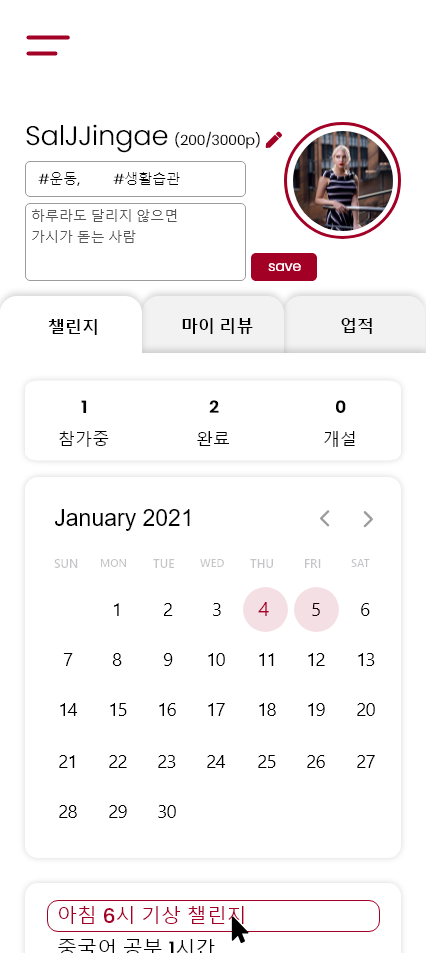 SalJJingae (200/3000p)
#운동, #생활습관
하루라도 달리지 않으면
가시가 돋는 사람
save
챌린지 마이 리뷰 업적
1 2 0
참가중 완료 개설
January 2021
SUN MON TUE WED THU FRI SAT
1 2 3 4 5 6
7 8 9 10 11 12 13
14 15 16 17 18 19 20
21 22 23 24 25 26 27
28 29 30
아침 6시 기상 챌린지
중국어 공부 1시간